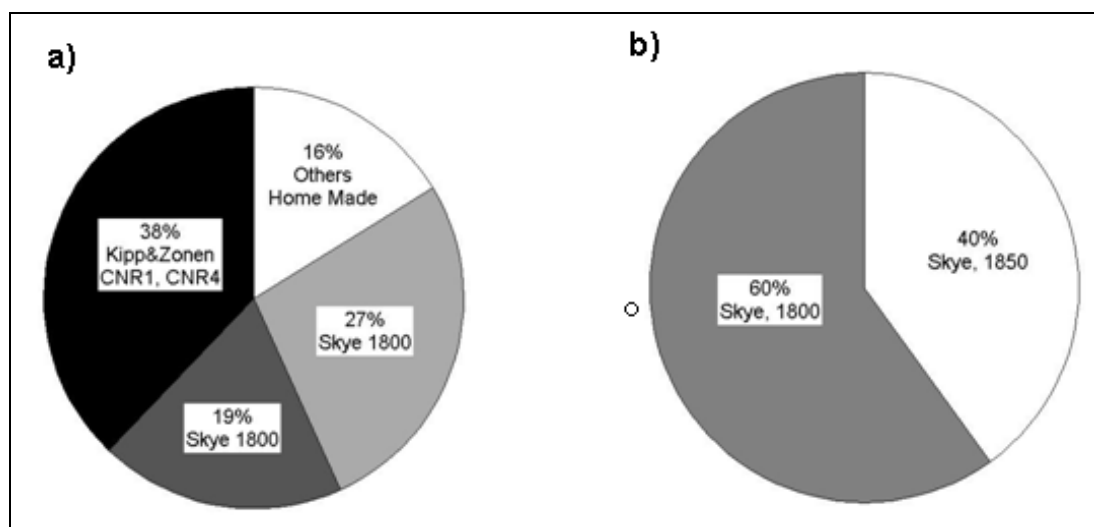 a)
16%
Others
Home Made
38%
Kipp&Zonen
CNR1, CNR4
27%
Skye 1800
19%
Skye 1800
b)
40%
Skye, 1850
60%
Skye, 1800